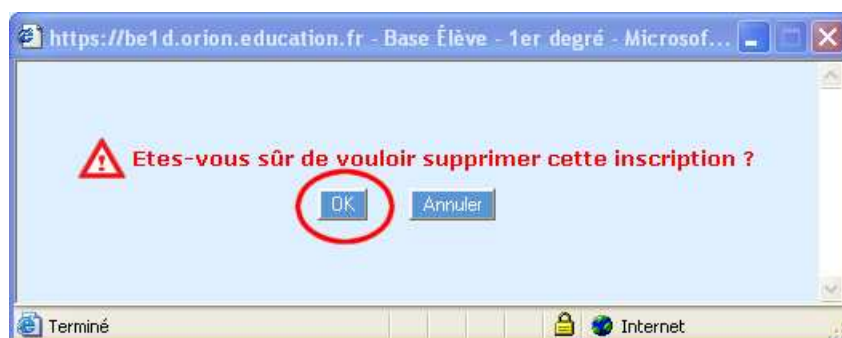 https://be1d.orion.education.fr - Base Élève - 1er degré - Microsof...
Etes-vous sûr de vouloir supprimer cette inscription ?
OK Annuler
Terminé Internet